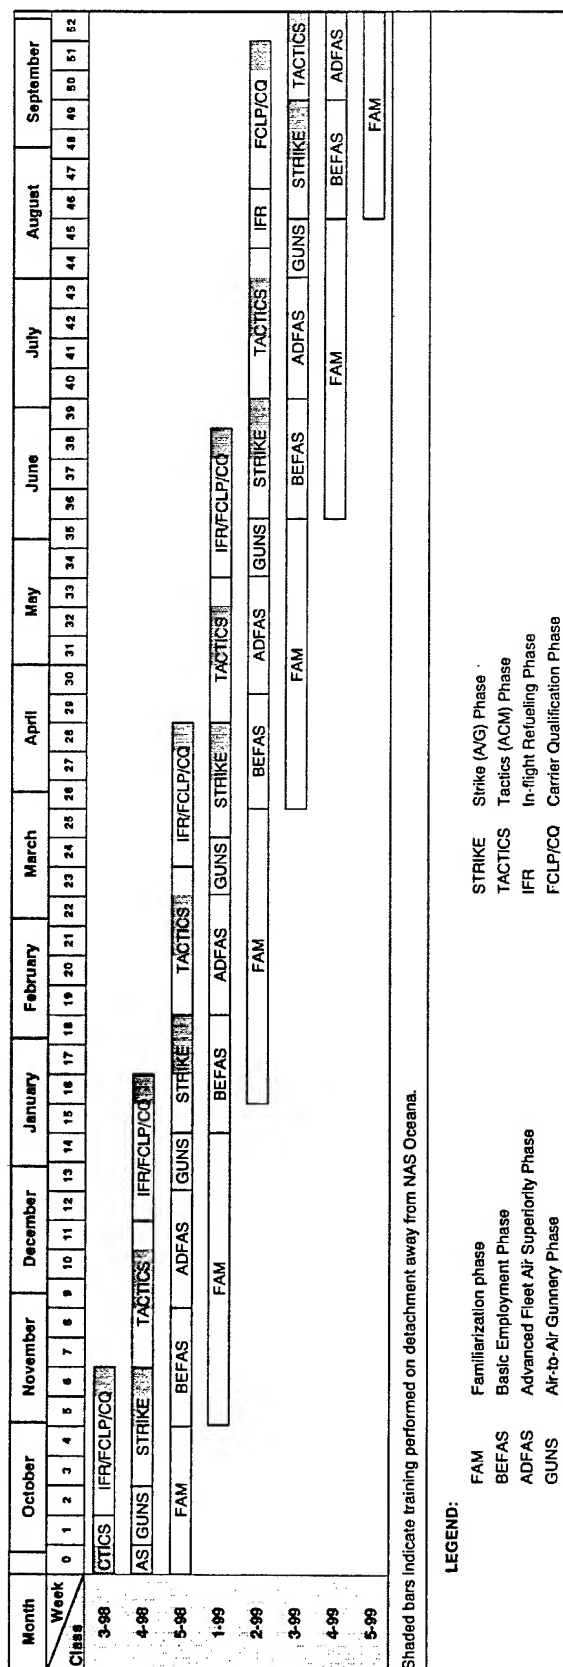 Month October November December January February March April May June July August September
Week 0 1 2 3 4 5 6 7 8 9 10 11 12 13 14 15 16 17 18 19 20 21 22 23 24 25 26 27 28 29 30 31 32 33 34 35 36 37 38 39 40 41 42 43 44 45 46 47 48 49 50 51 52
Class
3-98 CTICS IFR/FCLP/CQ
4-98 AS GUNS STRIKE TACTICS IFR/FCLP/CQ
5-98 FAM BEFAS ADFAS GUNS STRIKE TACTICS IFR/FCLP/CQ
1-99 FAM BEFAS ADFAS GUNS STRIKE TACTICS IFR/FCLP/CQ
2-99 FAM BEFAS ADFAS GUNS STRIKE TACTICS IFR FCLP/CQ
3-99 FAM BEFAS ADFAS GUNS STRIKE TACTICS
4-99 FAM BEFAS ADFAS
5-99 FAM
Shaded bars indicate training performed on detachment away from NAS Oceana.
LEGEND:
FAM Familiarization phase STRIKE Strike (A/G) Phase
BEFAS Basic Employment Phase TACTICS Tactics (ACM) Phase
ADFAS Advanced Fleet Air Superiority Phase IFR In-flight Refueling Phase
GUNS Air-to-Air Gunnery Phase FCLP/CQ Carrier Qualification Phase